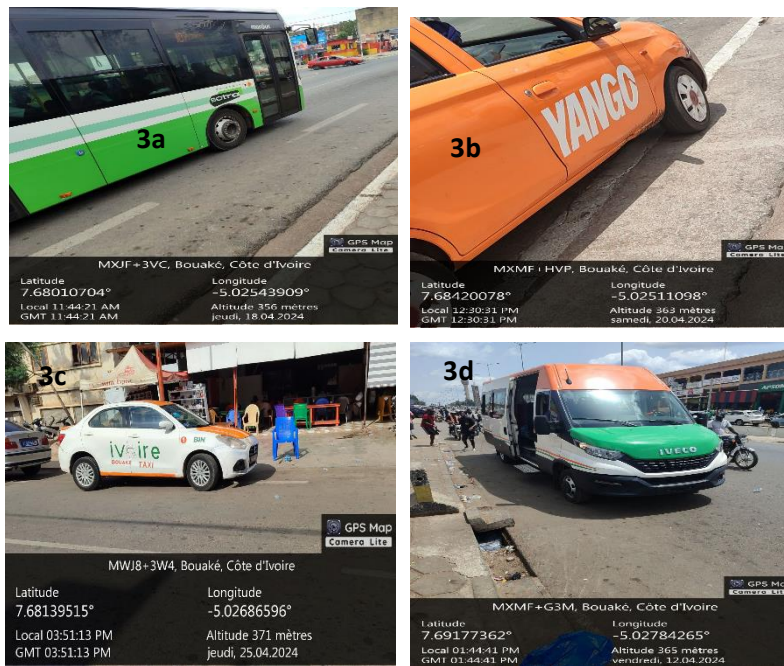 sotra
3a
GPS Map
Camera Lite
MXJF+3VC, Bouaké, Côte d'Ivoire
Latitude
7.68010704°
Longitude
-5.02543909°
Local 11:44:21 AM
GMT 11:44:21 AM
Altitude 356 mètres
jeudi, 18.04.2024
YANGO
3b
GPS Map
Camera Lite
MXMF+HVP, Bouaké, Côte d'Ivoire
Latitude
7.68420078°
Longitude
-5.02511098°
Local 12:30:31 PM
GMT 12:30:31 PM
Altitude 363 mètres
samedi, 20.04.2024
3c
ivoire
BOUAKÉ TAXI
BIN
GPS Map
Camera Lite
MWJ8+3W4, Bouaké, Côte d'Ivoire
Latitude
7.68139515°
Longitude
-5.02686596°
Local 03:51:13 PM
GMT 03:51:13 PM
Altitude 371 mètres
jeudi, 25.04.2024
3d
IVECO
GPS Map
Camera Lite
MXMF+G3M, Bouaké, Côte d'Ivoire
Latitude
7.69177362°
Longitude
-5.02784265°
Local 01:44:41 PM
GMT 01:44:41 PM
Altitude 365 mètres
vendredi, 12.04.2024